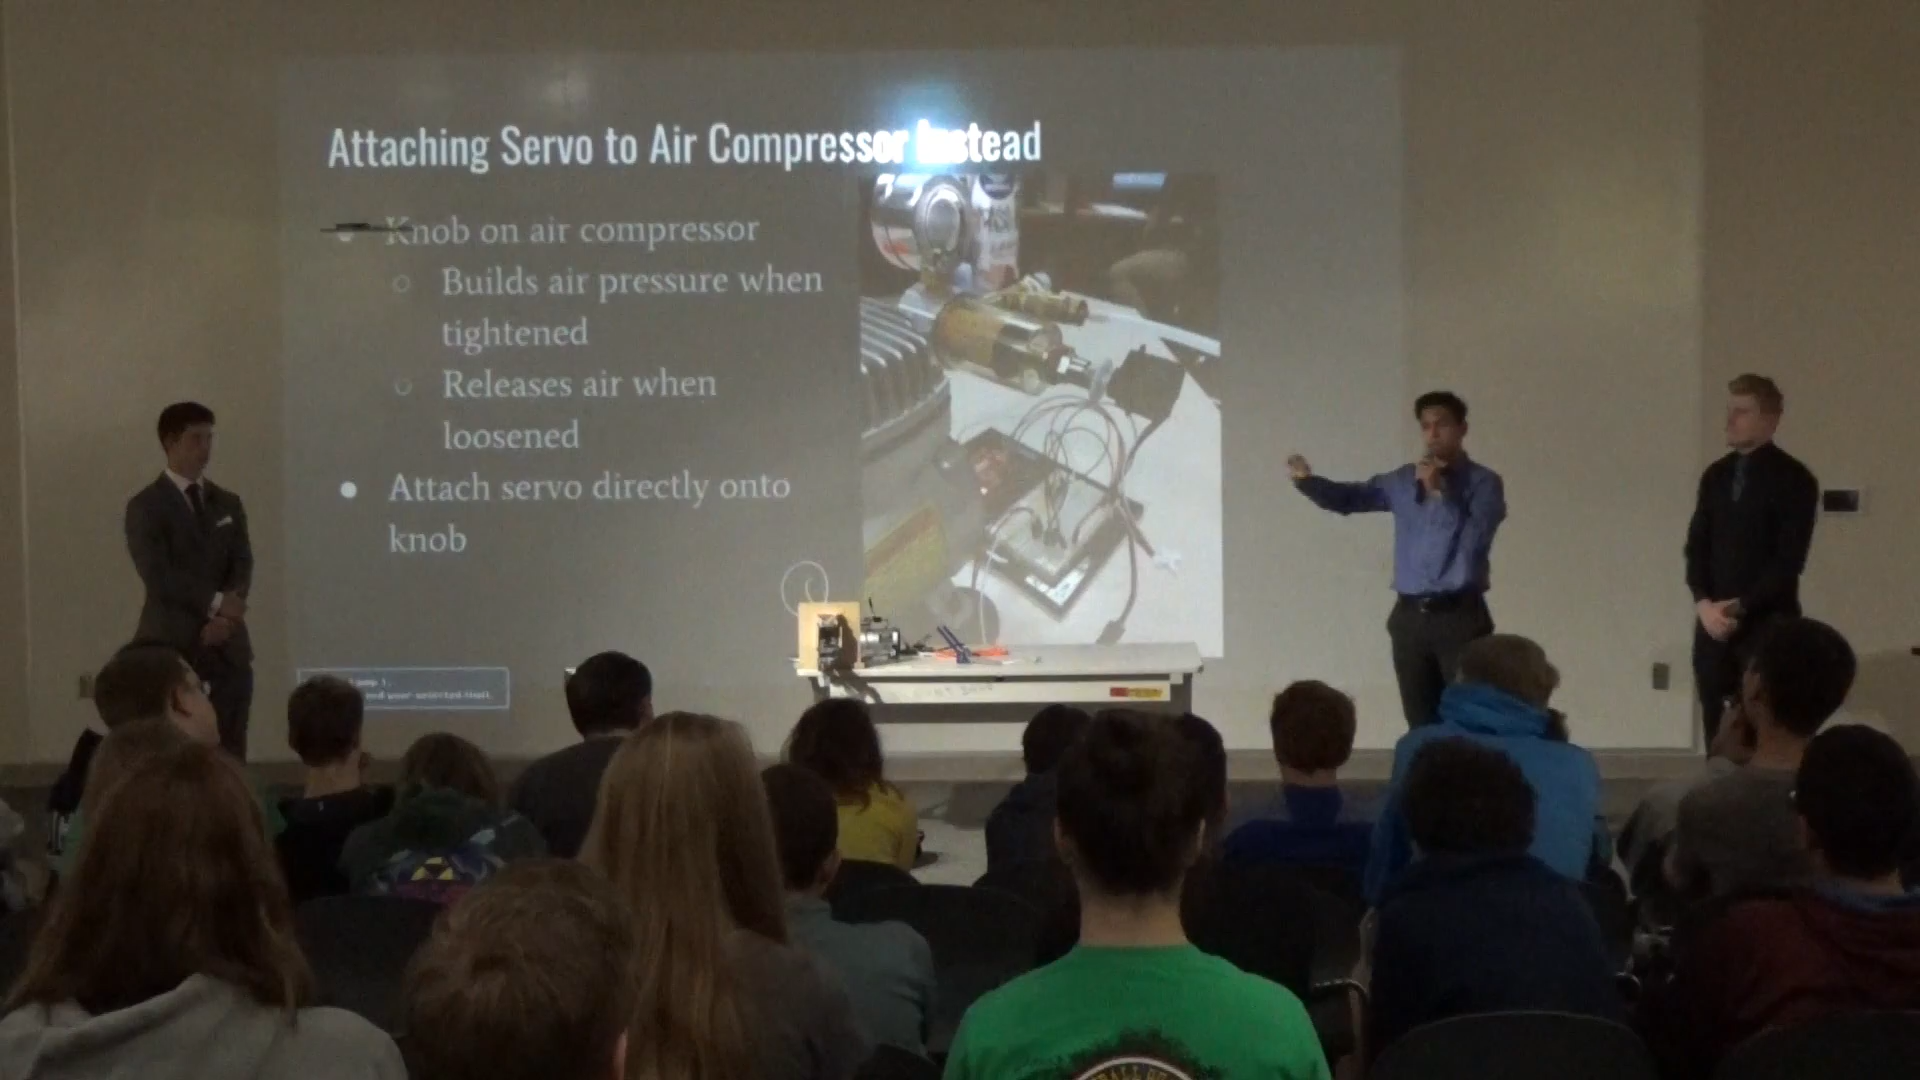 Attaching Servo to Air Compressor Instead
Knob on air compressor
Builds air pressure when
tightened
Releases air when
loosened
Attach servo directly onto
knob